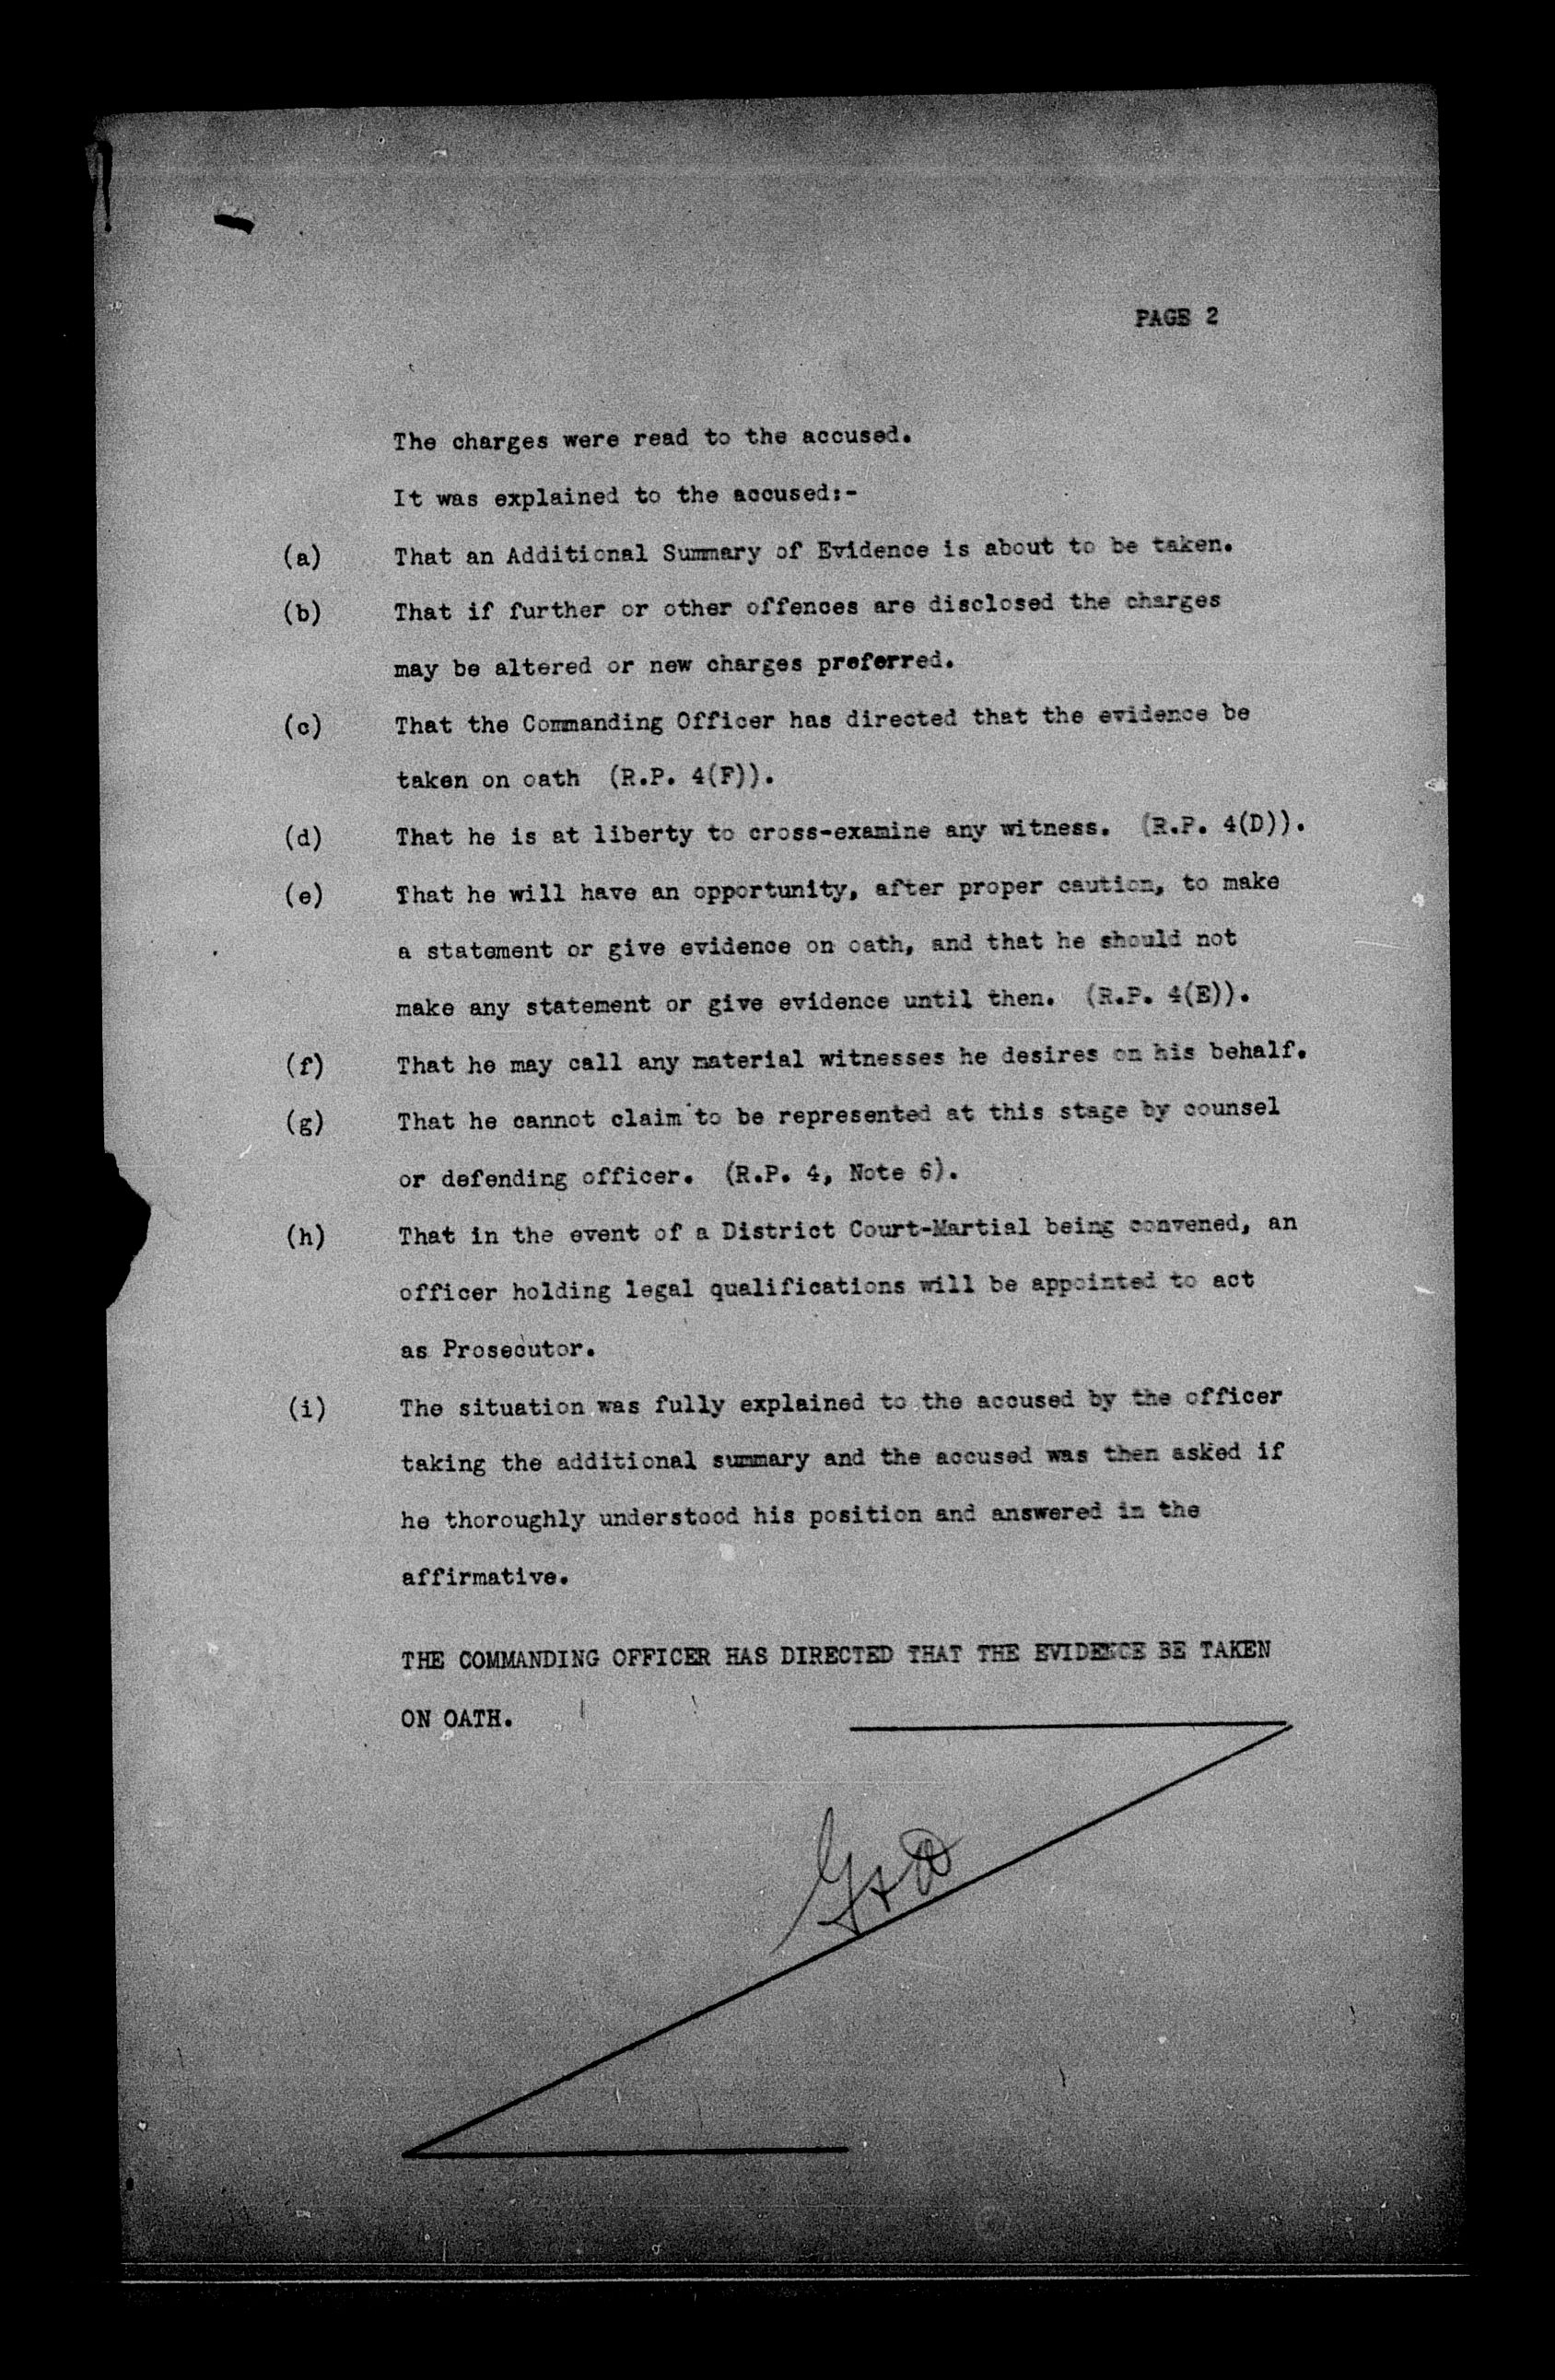 PAGE 2
The charges were read to the accused.
It was explained to the accused:-
(a) That an Additional Summary of Evidence is about to be taken.
(b) That if further or other offences are disclosed the charges
may be altered or new charges preferred.
(c) That the Commanding Officer has directed that the evidence be
taken on oath (R.P. 4(F)).
(d) That he is at liberty to cross-examine any witness. (R.P. 4(D)).
(e) That he will have an opportunity, after proper caution, to make
a statement or give evidence on oath, and that he should not
make any statement or give evidence until then. (R.P. 4(E)).
(f) That he may call any material witnesses he desires on his behalf.
(g) That he cannot claim to be represented at this stage by counsel
or defending officer. (R.P. 4, Note 6).
(h) That in the event of a District Court-Martial being convened, an
officer holding legal qualifications will be appointed to act
as Prosecutor.
(i) The situation was fully explained to the accused by the officer
taking the additional summary and the accused was then asked if
he thoroughly understood his position and answered in the
affirmative.
THE COMMANDING OFFICER HAS DIRECTED THAT THE EVIDENCE BE TAKEN
ON OATH.